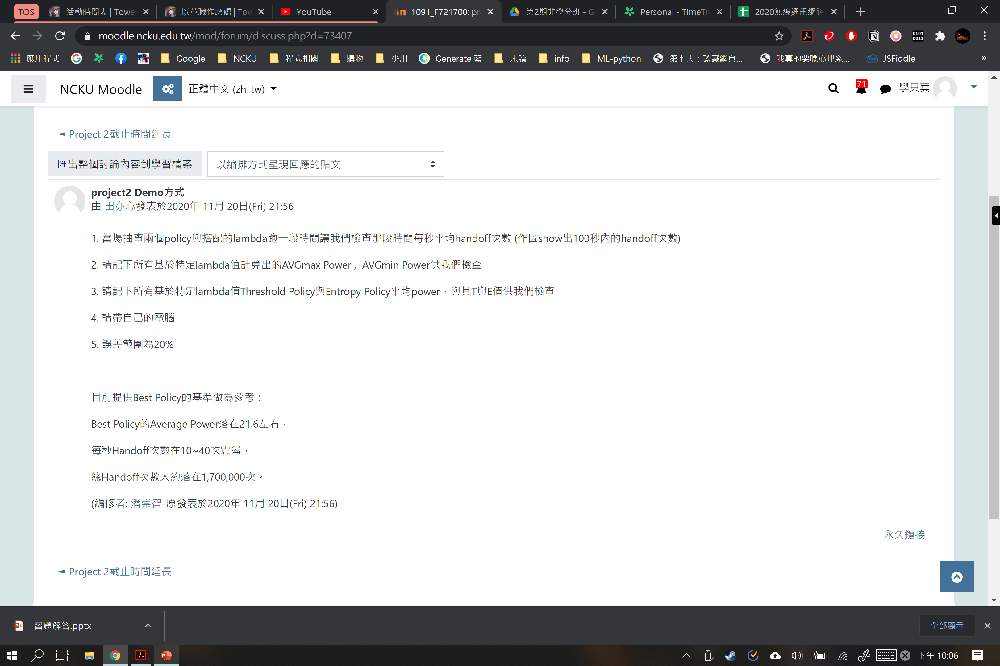 TOS
活動時間表 | Tower
以革職作磨礪 | Tow
YouTube
1091_F721700: pr
第2期非學分班 - G
Personal - TimeTr
2020無線通訊網路
moodle.ncku.edu.tw/mod/forum/discuss.php?d=73407
0101
0011
應用程式
Google
NCKU
程式相關
購物
少用
Generate 藍
未讀
info
ML-python
第七天：認識網頁...
我真的要唸心理系...
JSFiddle
»
NCKU Moodle
正體中文 (zh_tw)
71
學貝萁
◄ Project 2截止時間延長
匯出整個討論內容到學習檔案
以縮排方式呈現回應的貼文
project2 Demo方式
由 田亦心發表於2020年 11月 20日(Fri) 21:56
1. 當場抽查兩個policy與搭配的lambda跑一段時間讓我們檢查那段時間每秒平均handoff次數 (作圖show出100秒內的handoff次數)
2. 請記下所有基於特定lambda值計算出的AVGmax Power，AVGmin Power供我們檢查
3. 請記下所有基於特定lambda值Threshold Policy與Entropy Policy平均power，與其T與E值供我們檢查
4. 請帶自己的電腦
5. 誤差範圍為20%
目前提供Best Policy的基準做為參考：
Best Policy的Average Power落在21.6左右，
每秒Handoff次數在10~40次震盪，
總Handoff次數大約落在1,700,000次。
(編修者: 潘崇智-原發表於2020年 11月 20日(Fri) 21:56)
永久鏈接
◄ Project 2截止時間延長
習題解答.pptx
全部顯示
下午 10:06